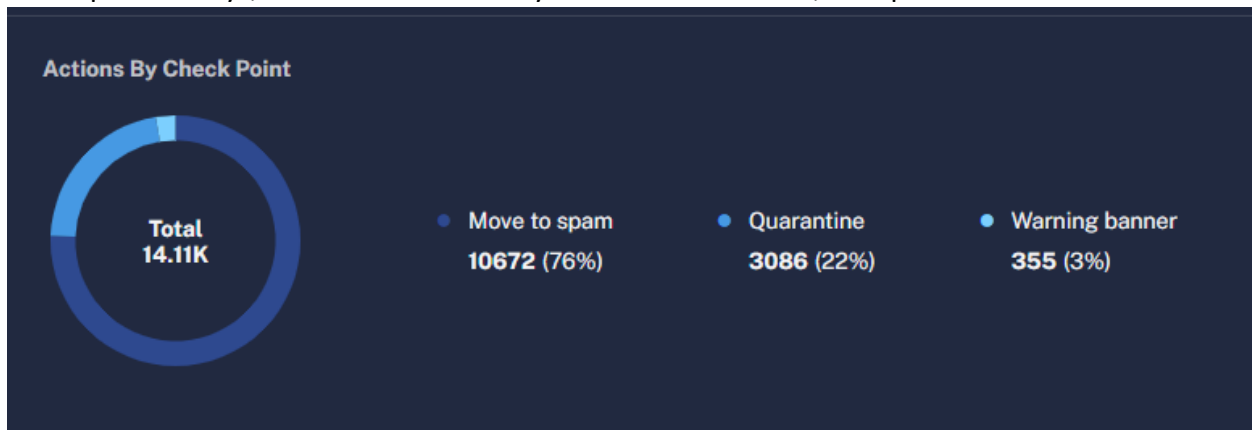 Actions By Check Point
Total
14.11K
Move to spam
10672 (76%)
Quarantine
3086 (22%)
Warning banner
355 (3%)